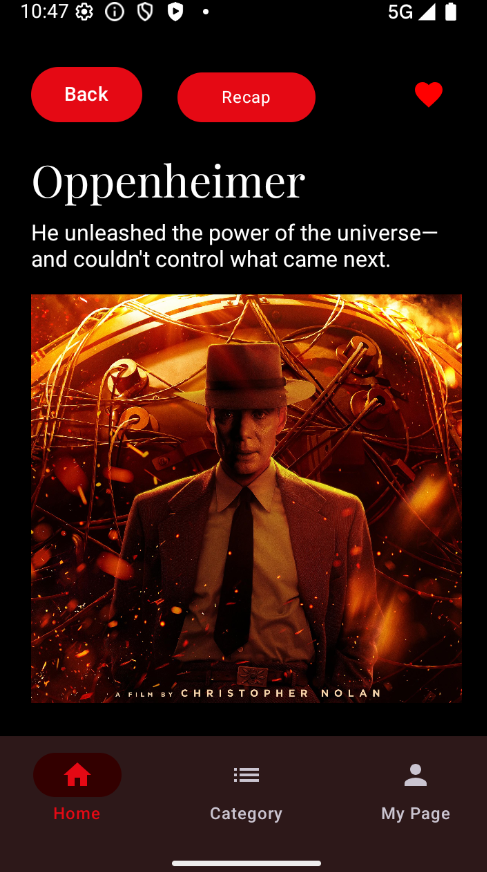 10:47 5G
Back
Recap
Oppenheimer
He unleashed the power of the universe—
and couldn't control what came next.
A FILM BY CHRISTOPHER NOLAN
Home
Category
My Page